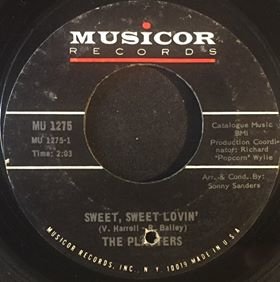 MUSICOR
RECORDS
MU 1275
MU 1275-1
Time: 2:03
Catalogue Music
BMI
Production Coordi-
nator: Richard
"Popcorn" Wylie
Arr. & Cond. By:
Sonny Sanders
SWEET, SWEET LOVIN'
(V. Harrell - R. Bailey)
THE PLATTERS
MUSICOR RECORDS, INC., N. Y. 10019 MADE IN U.S.A